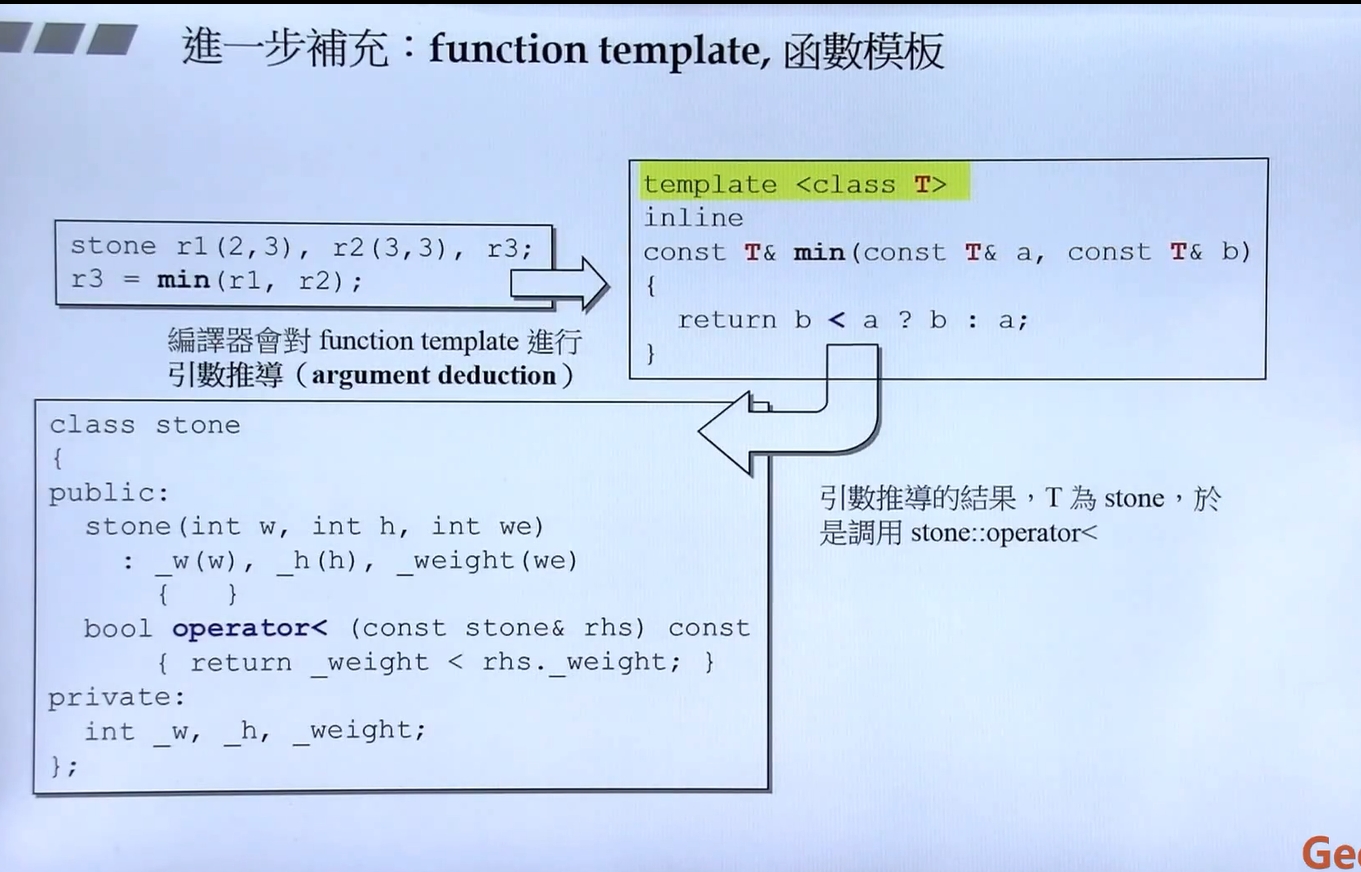 進一步補充：function template, 函數模板
stone r1(2,3), r2(3,3), r3;
r3 = min(r1, r2);
編譯器會對 function template 進行
引數推導（argument deduction）
template <class T>
inline
const T& min(const T& a, const T& b)
{
return b < a ? b : a;
}
class stone
{
public:
stone(int w, int h, int we)
: _w(w), _h(h), _weight(we)
{ }
bool operator< (const stone& rhs) const
{ return _weight < rhs._weight; }
private:
int _w, _h, _weight;
};
引數推導的結果，T 為 stone，於
是調用 stone::operator<